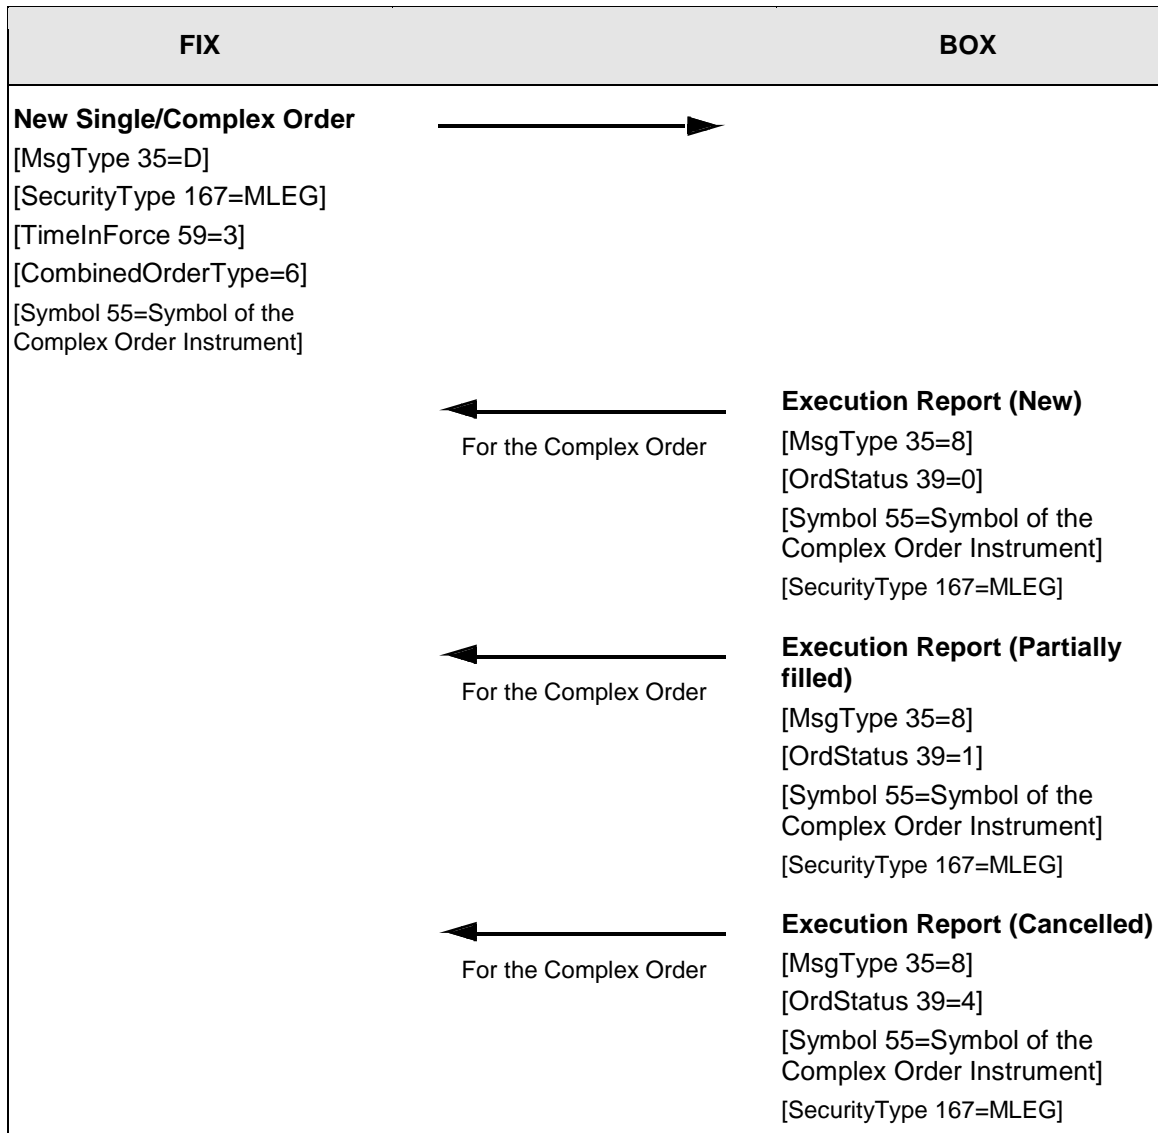 FIX
BOX
New Single/Complex Order
[MsgType 35=D]
[SecurityType 167=MLEG]
[TimeInForce 59=3]
[CombinedOrderType=6]
[Symbol 55=Symbol of the
Complex Order Instrument]
For the Complex Order
Execution Report (New)
[MsgType 35=8]
[OrdStatus 39=0]
[Symbol 55=Symbol of the
Complex Order Instrument]
[SecurityType 167=MLEG]
For the Complex Order
Execution Report (Partially
filled)
[MsgType 35=8]
[OrdStatus 39=1]
[Symbol 55=Symbol of the
Complex Order Instrument]
[SecurityType 167=MLEG]
For the Complex Order
Execution Report (Cancelled)
[MsgType 35=8]
[OrdStatus 39=4]
[Symbol 55=Symbol of the
Complex Order Instrument]
[SecurityType 167=MLEG]